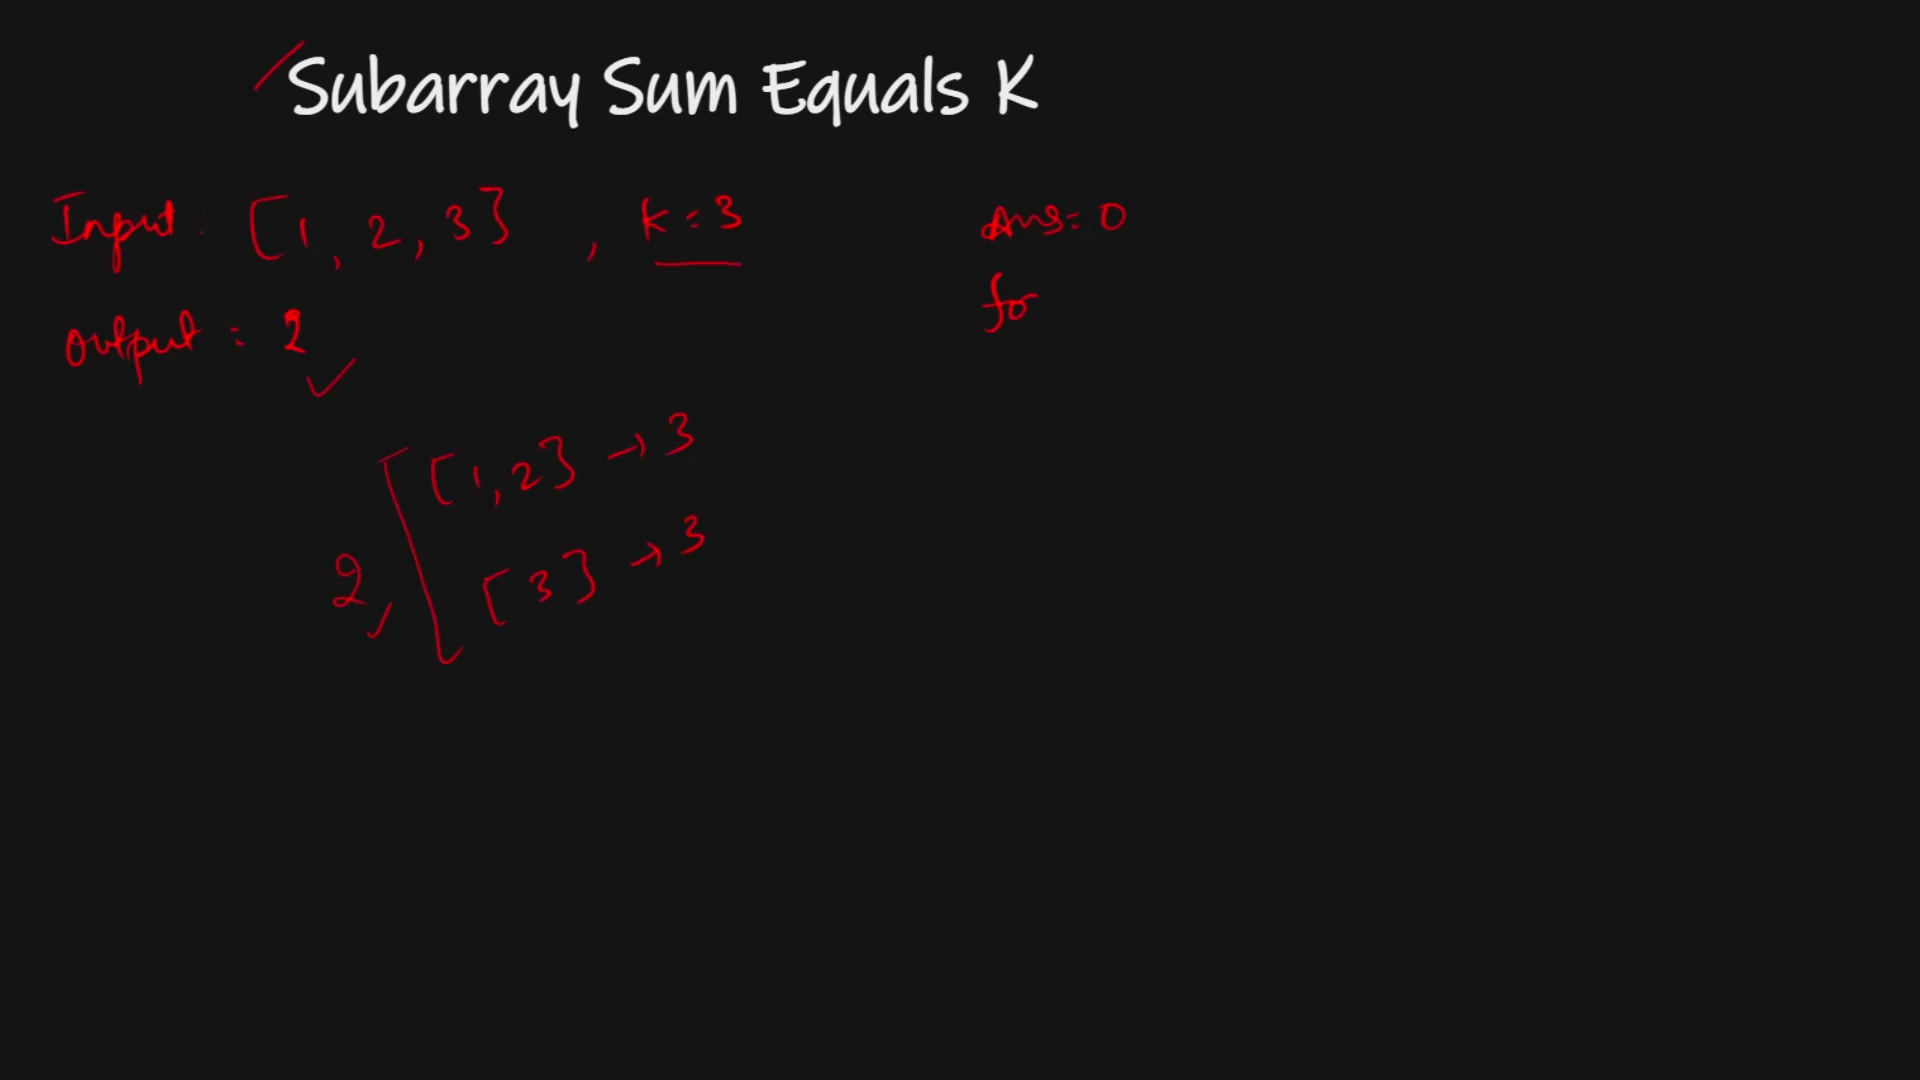 Subarray Sum Equals K
Input : [1, 2, 3] , K = 3
Output : 2
[1, 2] → 3
[3] → 3
2
Ans = 0
for